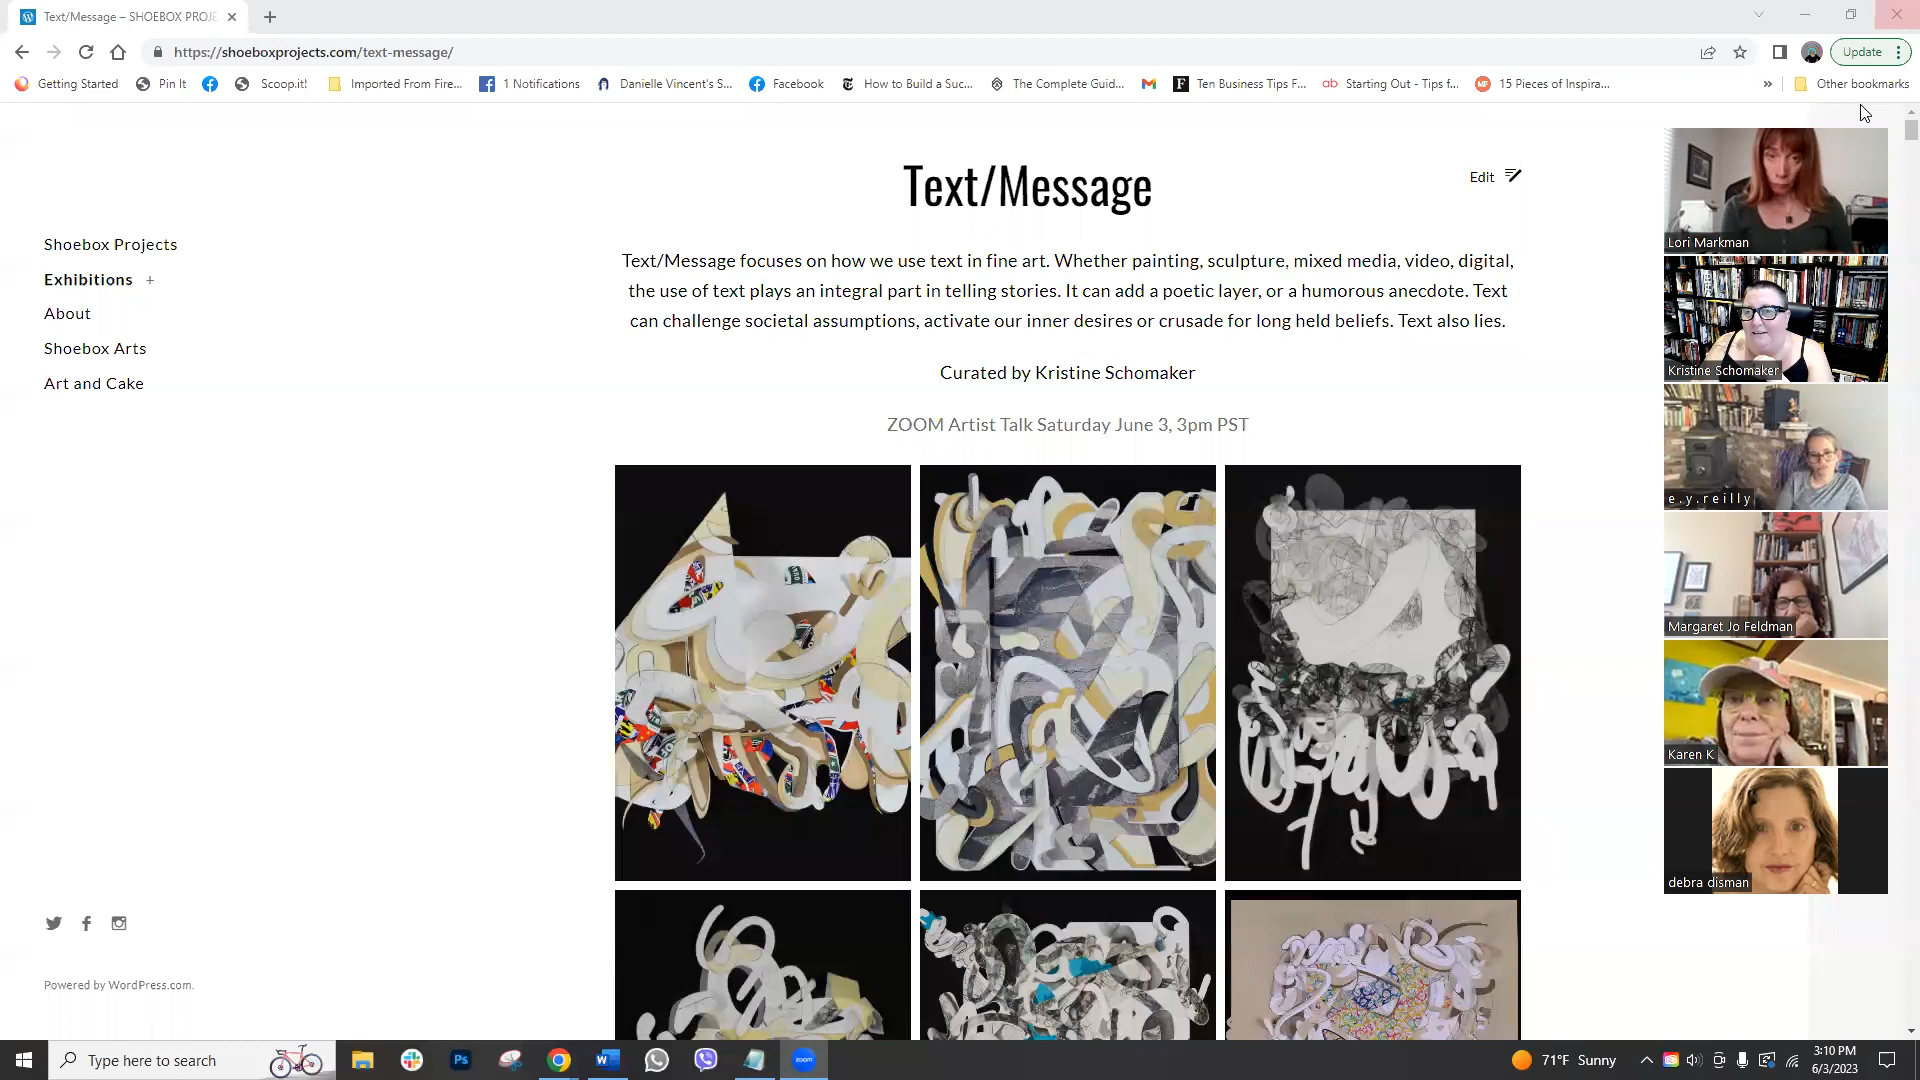 Text/Message – SHOEBOX PROJE
https://shoeboxprojects.com/text-message/
Update
Getting Started
Pin It
Scoop.it!
Imported From Fire...
1 Notifications
Danielle Vincent's S...
Facebook
How to Build a Suc...
The Complete Guid...
Ten Business Tips F...
Starting Out - Tips f...
15 Pieces of Inspira...
Other bookmarks
Text/Message
Edit
Shoebox Projects
Exhibitions +
About
Shoebox Arts
Art and Cake
Text/Message focuses on how we use text in fine art. Whether painting, sculpture, mixed media, video, digital,
the use of text plays an integral part in telling stories. It can add a poetic layer, or a humorous anecdote. Text
can challenge societal assumptions, activate our inner desires or crusade for long held beliefs. Text also lies.
Curated by Kristine Schomaker
ZOOM Artist Talk Saturday June 3, 3pm PST
Lori Markman
Kristine Schomaker
e . y . r e i l l y
Margaret Jo Feldman
Karen K
debra disman
Powered by WordPress.com.
Type here to search
Ps
zoom
71°F Sunny
3:10 PM
6/3/2023